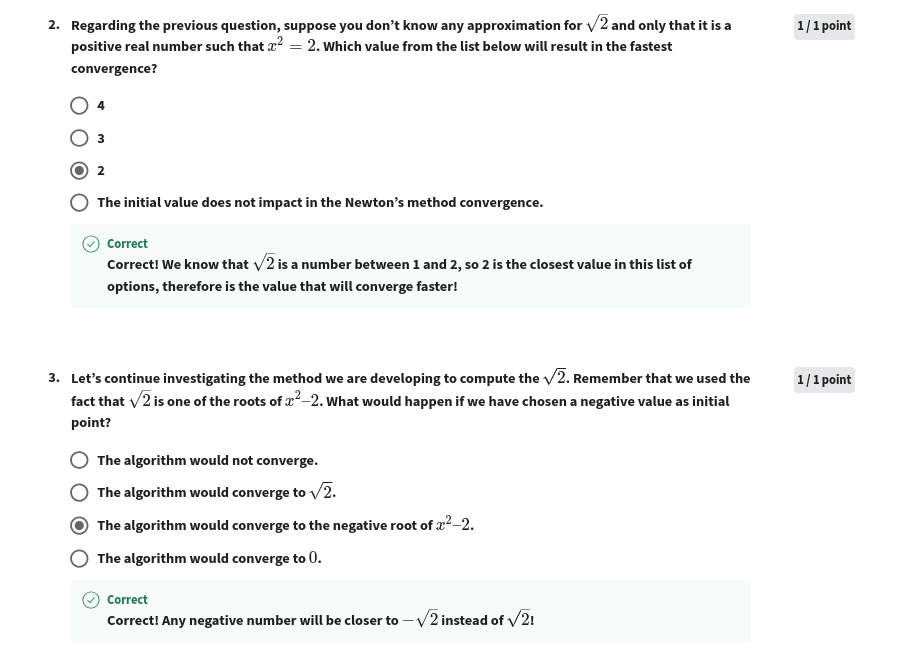 2. Regarding the previous question, suppose you don't know any approximation for √2 and only that it is a 1 / 1 point
positive real number such that x² = 2. Which value from the list below will result in the fastest
convergence?
4
3
2
The initial value does not impact in the Newton's method convergence.
Correct
Correct! We know that √2 is a number between 1 and 2, so 2 is the closest value in this list of
options, therefore is the value that will converge faster!
3. Let's continue investigating the method we are developing to compute the √2. Remember that we used the 1 / 1 point
fact that √2 is one of the roots of x²–2. What would happen if we have chosen a negative value as initial
point?
The algorithm would not converge.
The algorithm would converge to √2.
The algorithm would converge to the negative root of x²–2.
The algorithm would converge to 0.
Correct
Correct! Any negative number will be closer to −√2 instead of √2!